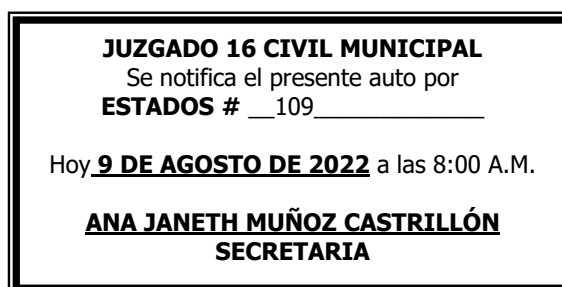 JUZGADO 16 CIVIL MUNICIPAL
Se notifica el presente auto por
ESTADOS # __109______________
Hoy 9 DE AGOSTO DE 2022 a las 8:00 A.M.
ANA JANETH MUÑOZ CASTRILLÓN
SECRETARIA